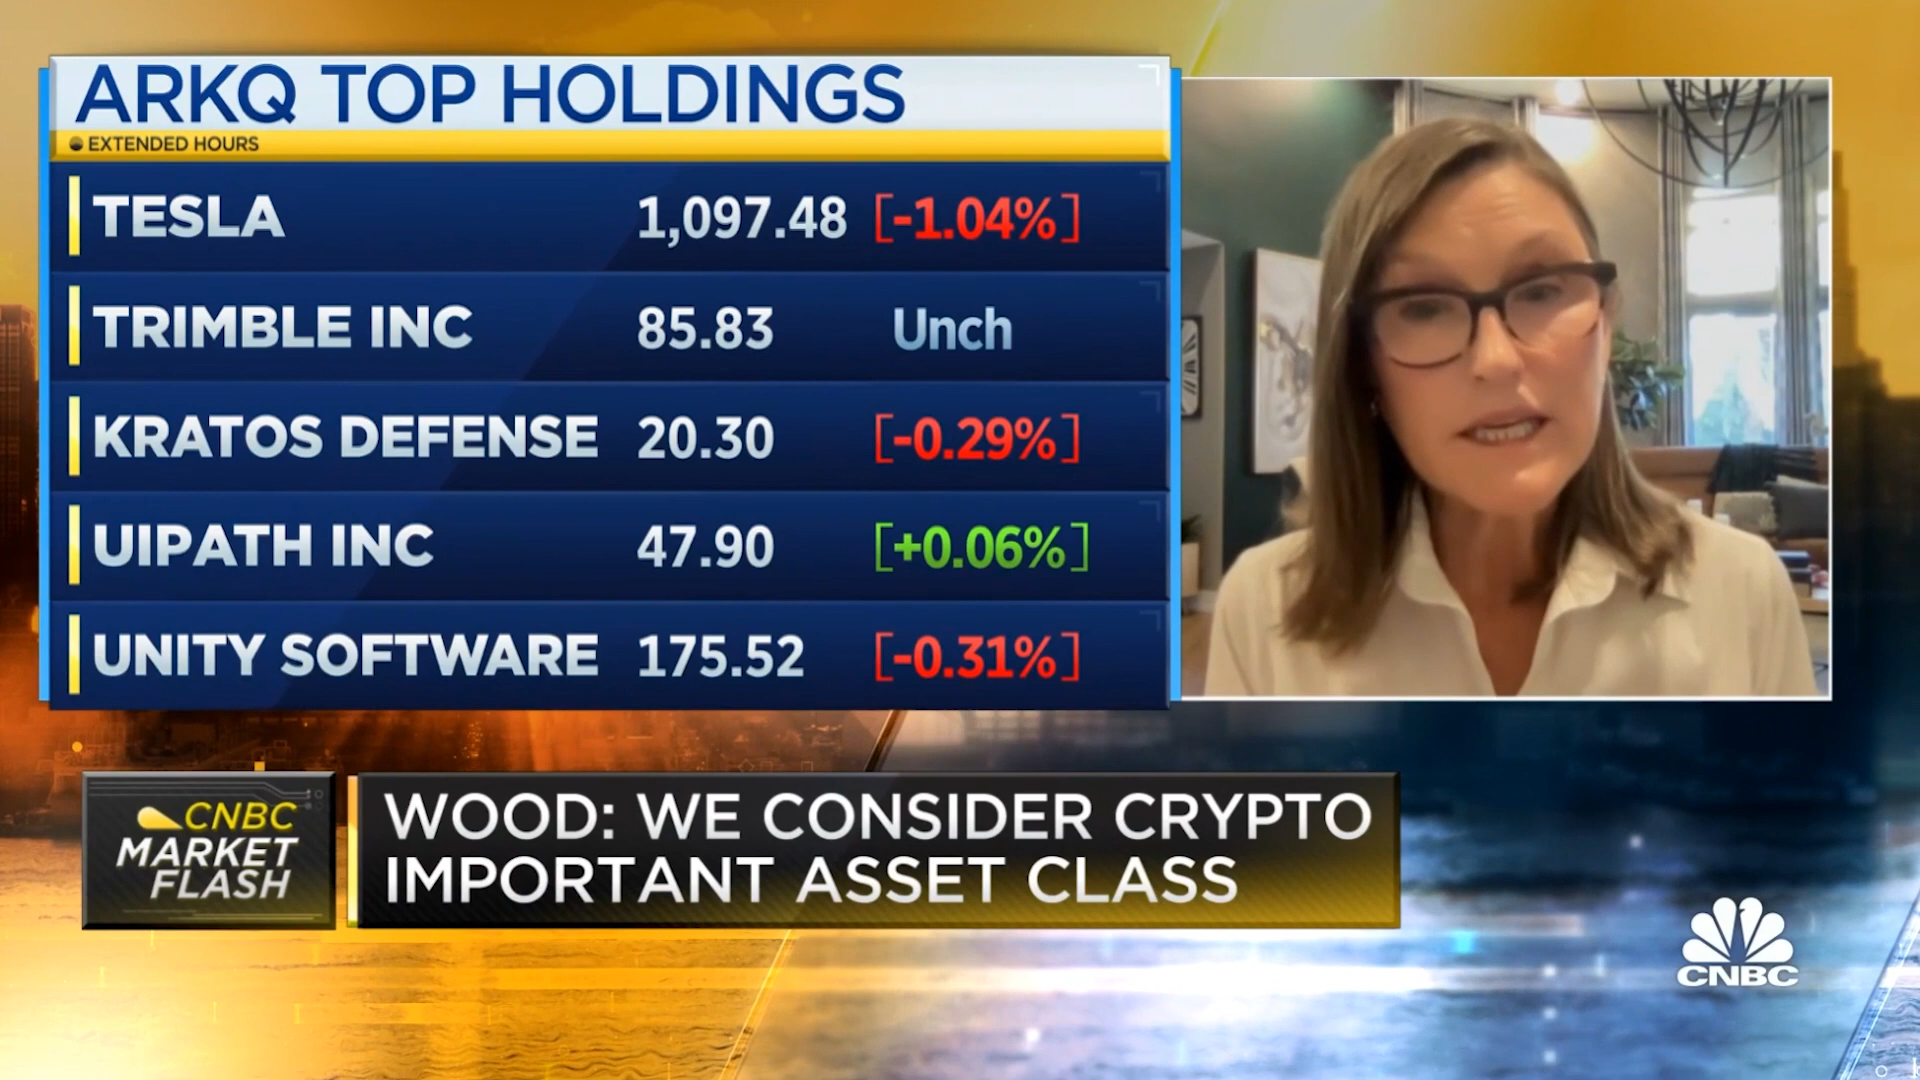 ARKQ TOP HOLDINGS
EXTENDED HOURS
TESLA 1,097.48 [-1.04%]
TRIMBLE INC 85.83 Unch
KRATOS DEFENSE 20.30 [-0.29%]
UIPATH INC 47.90 [+0.06%]
UNITY SOFTWARE 175.52 [-0.31%]
CNBC
MARKET
FLASH
WOOD: WE CONSIDER CRYPTO
IMPORTANT ASSET CLASS
CNBC